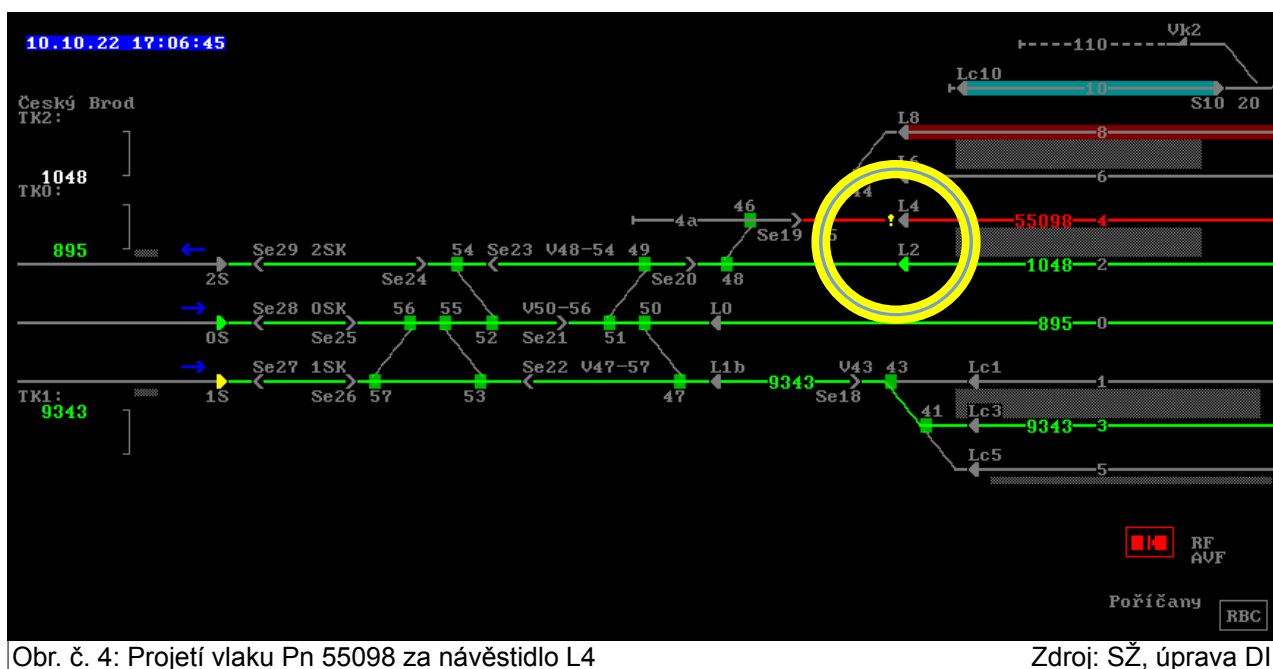 10.10.22 17:06:45
Vk2
110
Lc10
10
S10 20
Český Brod
TK2:
L8
8
1048
TK0:
L6
6
44
L4
46
4a
55098 4
Se19
895
Se29 2SK
54 Se23 V48-54 49
L2
1048 2
2S
Se24
Se20 48
Se28 0SK
56 55
V50-56
50
L0
895 0
0S
Se25
52 Se21 51
Se27 1SK
Se22 V47-57
L1b
9343
V43 43
Lc1
1
TK1:
1S
Se26 57
53
47
Se18
9343
41 Lc3
9343 3
Lc5
5
RF
AVF
Poříčany
RBC
Obr. č. 4: Projetí vlaku Pn 55098 za návěstidlo L4
Zdroj: SŽ, úprava DI